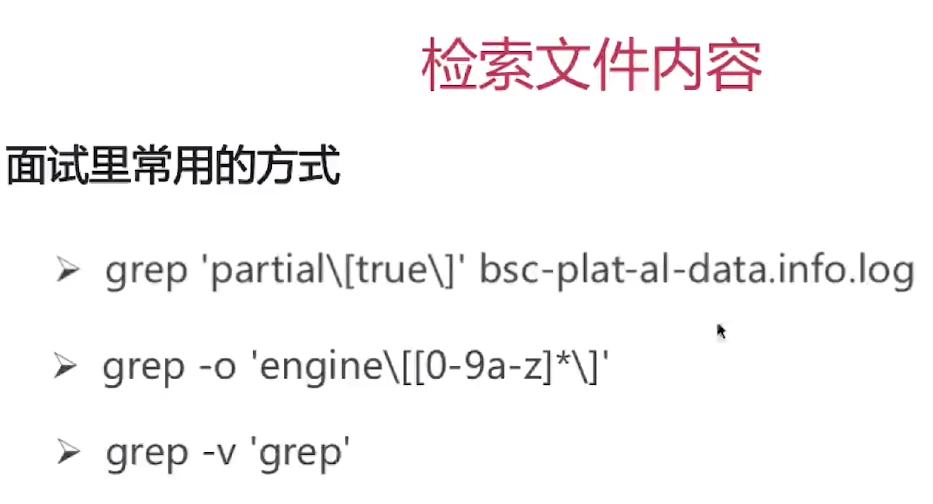 检索文件内容
面试里常用的方式
➢ grep 'partial\[true\]' bsc-plat-al-data.info.log
➢ grep -o 'engine\[[0-9a-z]*\]'
➢ grep -v 'grep'